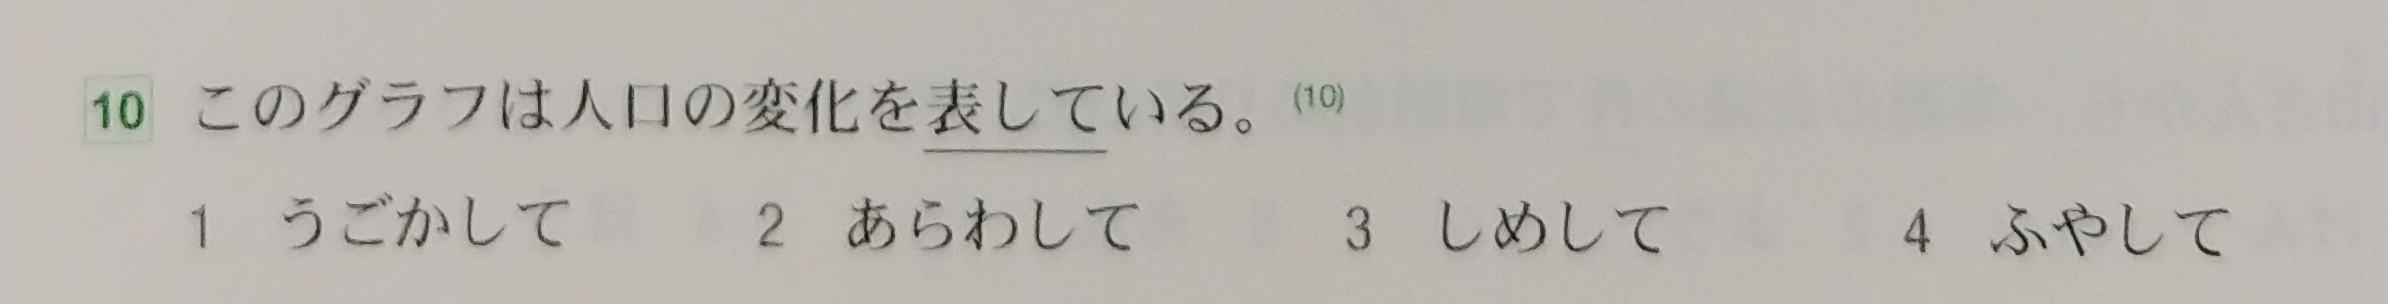 10 このグラフは人口の変化を表している。(10)
1 うごかして 2 あらわして 3 しめして 4 ふやして